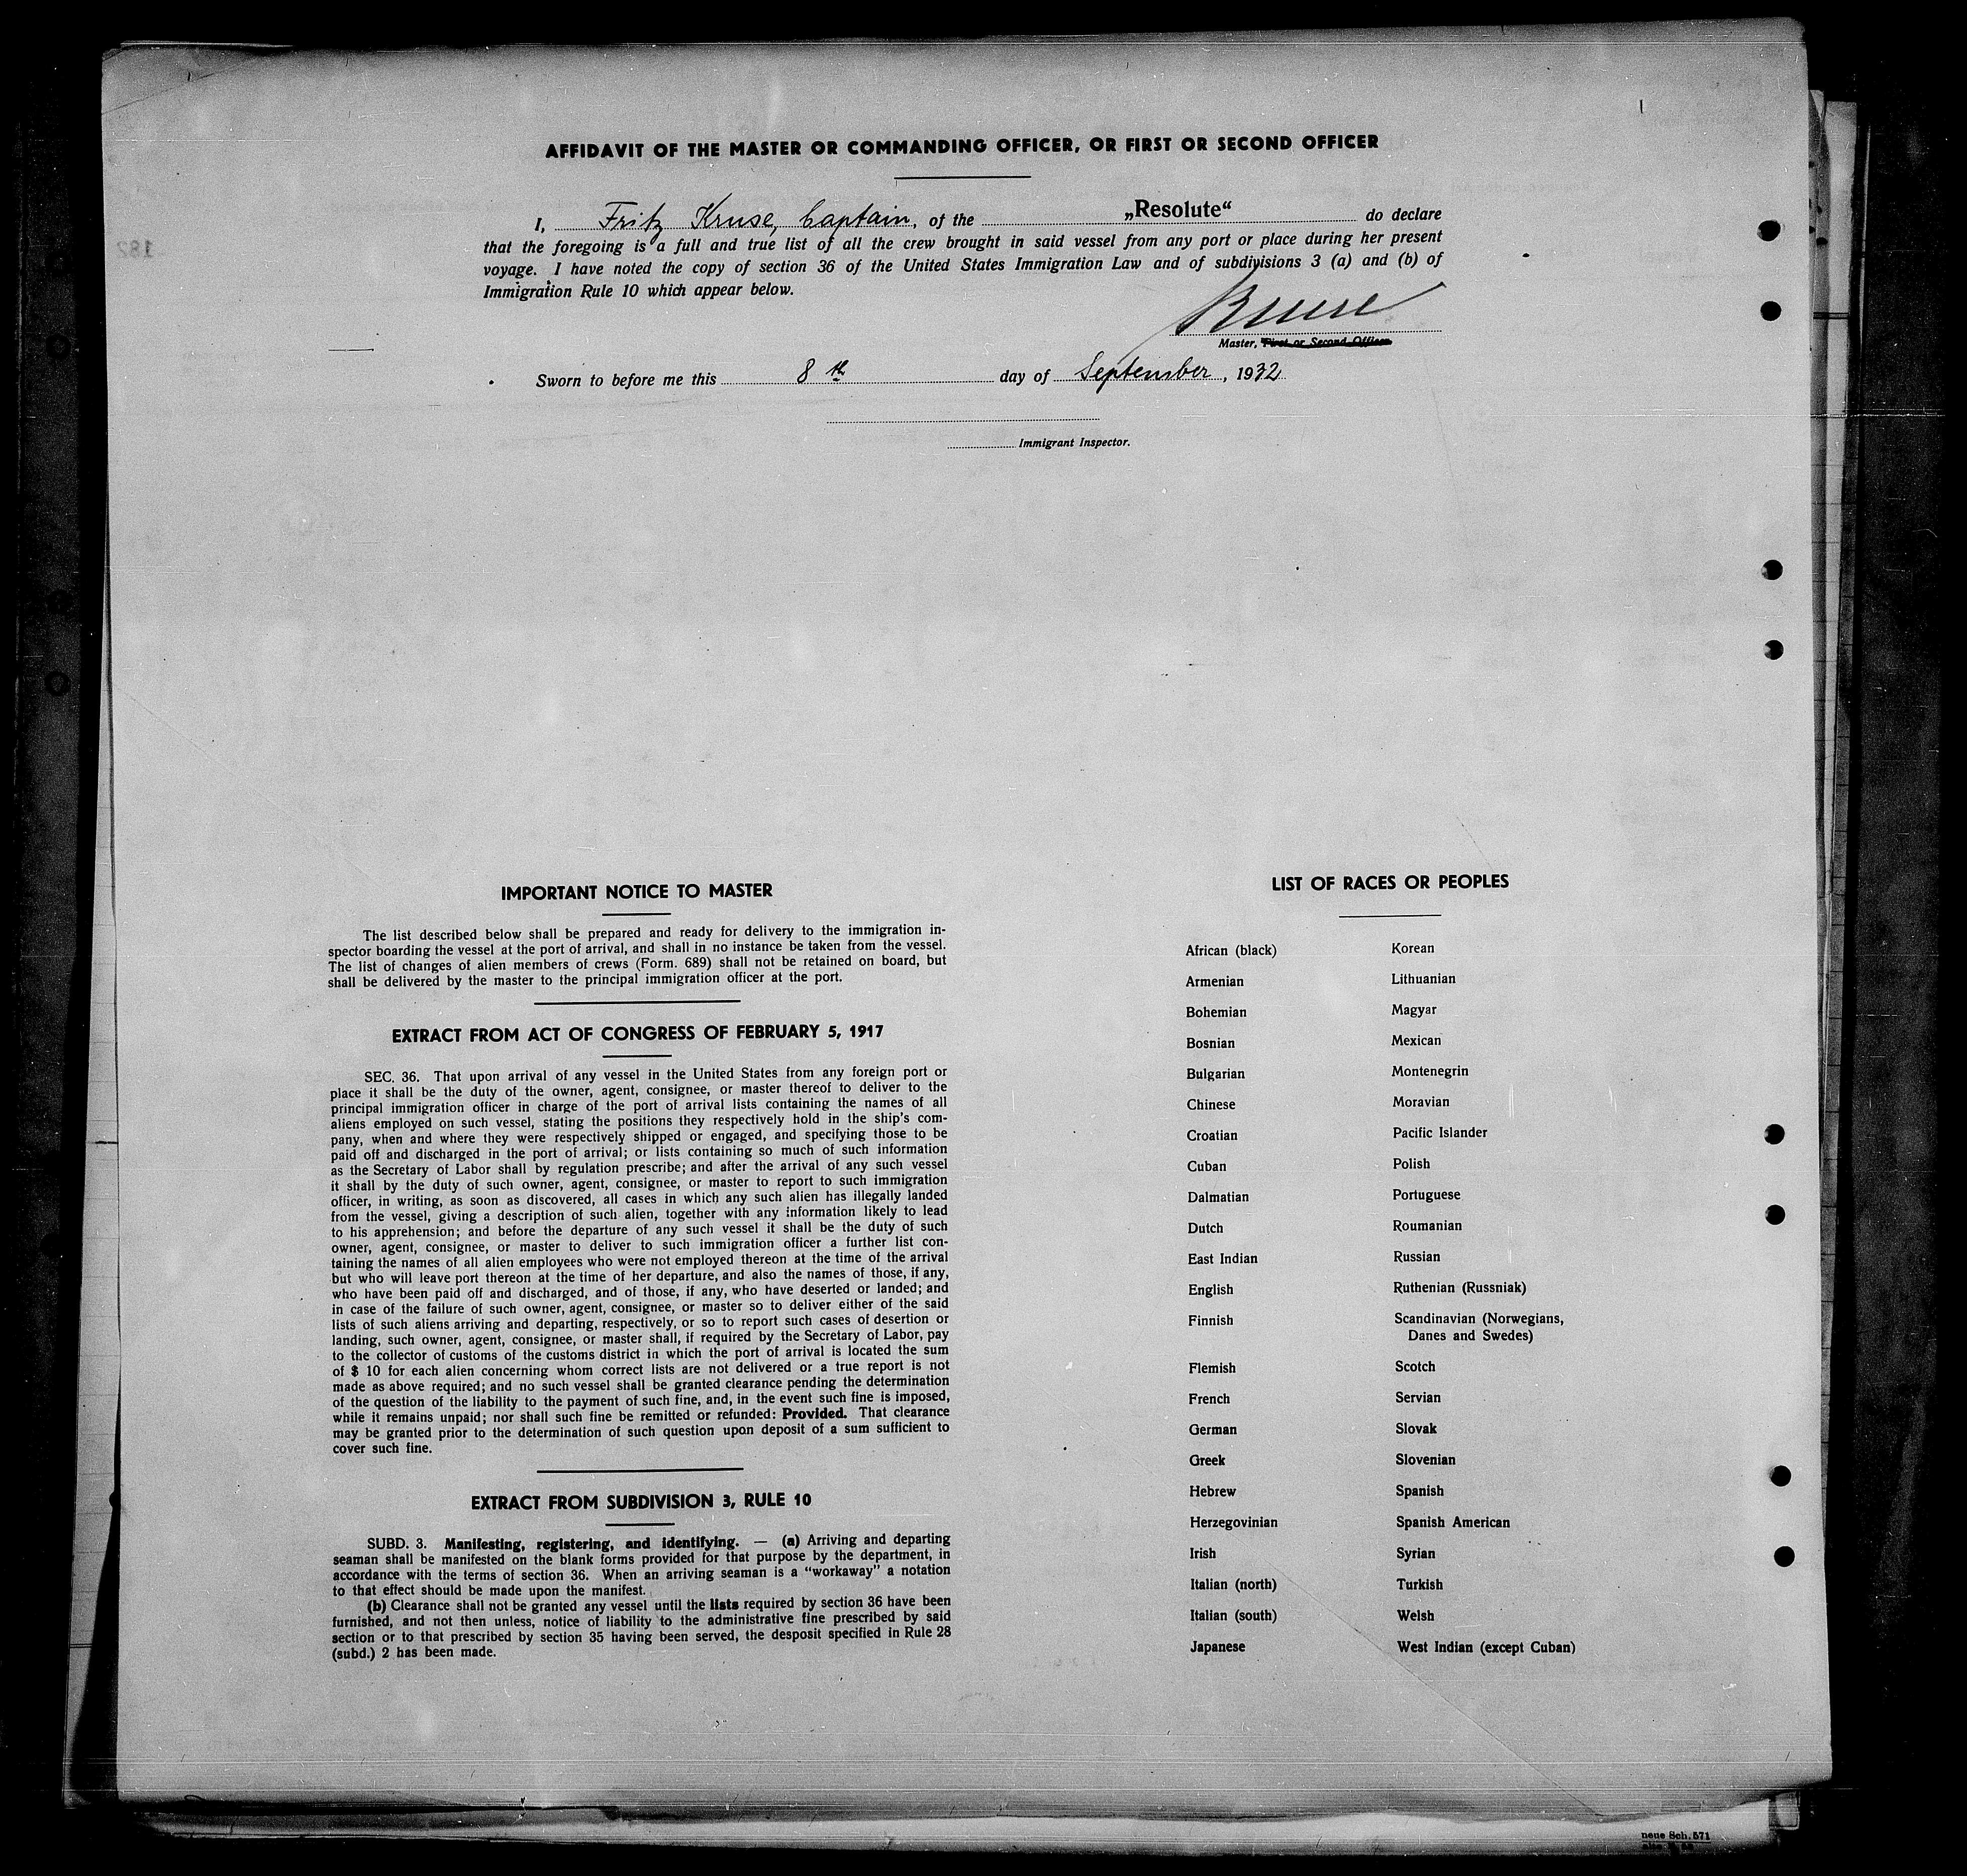 AFFIDAVIT OF THE MASTER OR COMMANDING OFFICER, OR FIRST OR SECOND OFFICER
I, Fritz Kruse, Captain, of the „Resolute“ do declare
that the foregoing is a full and true list of all the crew brought in said vessel from any port or place during her present
voyage. I have noted the copy of section 36 of the United States Immigration Law and of subdivisions 3 (a) and (b) of
Immigration Rule 10 which appear below.
Kruse
Master, First or Second Officer.
Sworn to before me this 8th day of September, 1932
Immigrant Inspector.
182
IMPORTANT NOTICE TO MASTER
The list described below shall be prepared and ready for delivery to the immigration in-
spector boarding the vessel at the port of arrival, and shall in no instance be taken from the vessel.
The list of changes of alien members of crews (Form. 689) shall not be retained on board, but
shall be delivered by the master to the principal immigration officer at the port.
EXTRACT FROM ACT OF CONGRESS OF FEBRUARY 5, 1917
SEC. 36. That upon arrival of any vessel in the United States from any foreign port or
place it shall be the duty of the owner, agent, consignee, or master thereof to deliver to the
principal immigration officer in charge of the port of arrival lists containing the names of all
aliens employed on such vessel, stating the positions they respectively hold in the ship's com-
pany, when and where they were respectively shipped or engaged, and specifying those to be
paid off and discharged in the port of arrival; or lists containing so much of such information
as the Secretary of Labor shall by regulation prescribe; and after the arrival of any such vessel
it shall by the duty of such owner, agent, consignee, or master to report to such immigration
officer, in writing, as soon as discovered, all cases in which any such alien has illegally landed
from the vessel, giving a description of such alien, together with any information likely to lead
to his apprehension; and before the departure of any such vessel it shall be the duty of such
owner, agent, consignee, or master to deliver to such immigration officer a further list con-
taining the names of all alien employees who were not employed thereon at the time of the arrival
but who will leave port thereon at the time of her departure, and also the names of those, if any,
who have been paid off and discharged, and of those, if any, who have deserted or landed; and
in case of the failure of such owner, agent, consignee, or master so to deliver either of the said
lists of such aliens arriving and departing, respectively, or so to report such cases of desertion or
landing, such owner, agent, consignee, or master shall, if required by the Secretary of Labor, pay
to the collector of customs of the customs district in which the port of arrival is located the sum
of $ 10 for each alien concerning whom correct lists are not delivered or a true report is not
made as above required; and no such vessel shall be granted clearance pending the determination
of the question of the liability to the payment of such fine, and, in the event such fine is imposed,
while it remains unpaid; nor shall such fine be remitted or refunded: Provided. That clearance
may be granted prior to the determination of such question upon deposit of a sum sufficient to
cover such fine.
EXTRACT FROM SUBDIVISION 3, RULE 10
SUBD. 3. Manifesting, registering, and identifying. — (a) Arriving and departing
seaman shall be manifested on the blank forms provided for that purpose by the department, in
accordance with the terms of section 36. When an arriving seaman is a “workaway” a notation
to that effect should be made upon the manifest.
(b) Clearance shall not be granted any vessel until the lists required by section 36 have been
furnished, and not then unless, notice of liability to the administrative fine prescribed by said
section or to that prescribed by section 35 having been served, the desposit specified in Rule 28
(subd.) 2 has been made.
LIST OF RACES OR PEOPLES
African (black)
Armenian
Bohemian
Bosnian
Bulgarian
Chinese
Croatian
Cuban
Dalmatian
Dutch
East Indian
English
Finnish
Flemish
French
German
Greek
Hebrew
Herzegovinian
Irish
Italian (north)
Italian (south)
Japanese
Korean
Lithuanian
Magyar
Mexican
Montenegrin
Moravian
Pacific Islander
Polish
Portuguese
Roumanian
Russian
Ruthenian (Russniak)
Scandinavian (Norwegians,
Danes and Swedes)
Scotch
Servian
Slovak
Slovenian
Spanish
Spanish American
Syrian
Turkish
Welsh
West Indian (except Cuban)
neue Sch. 571